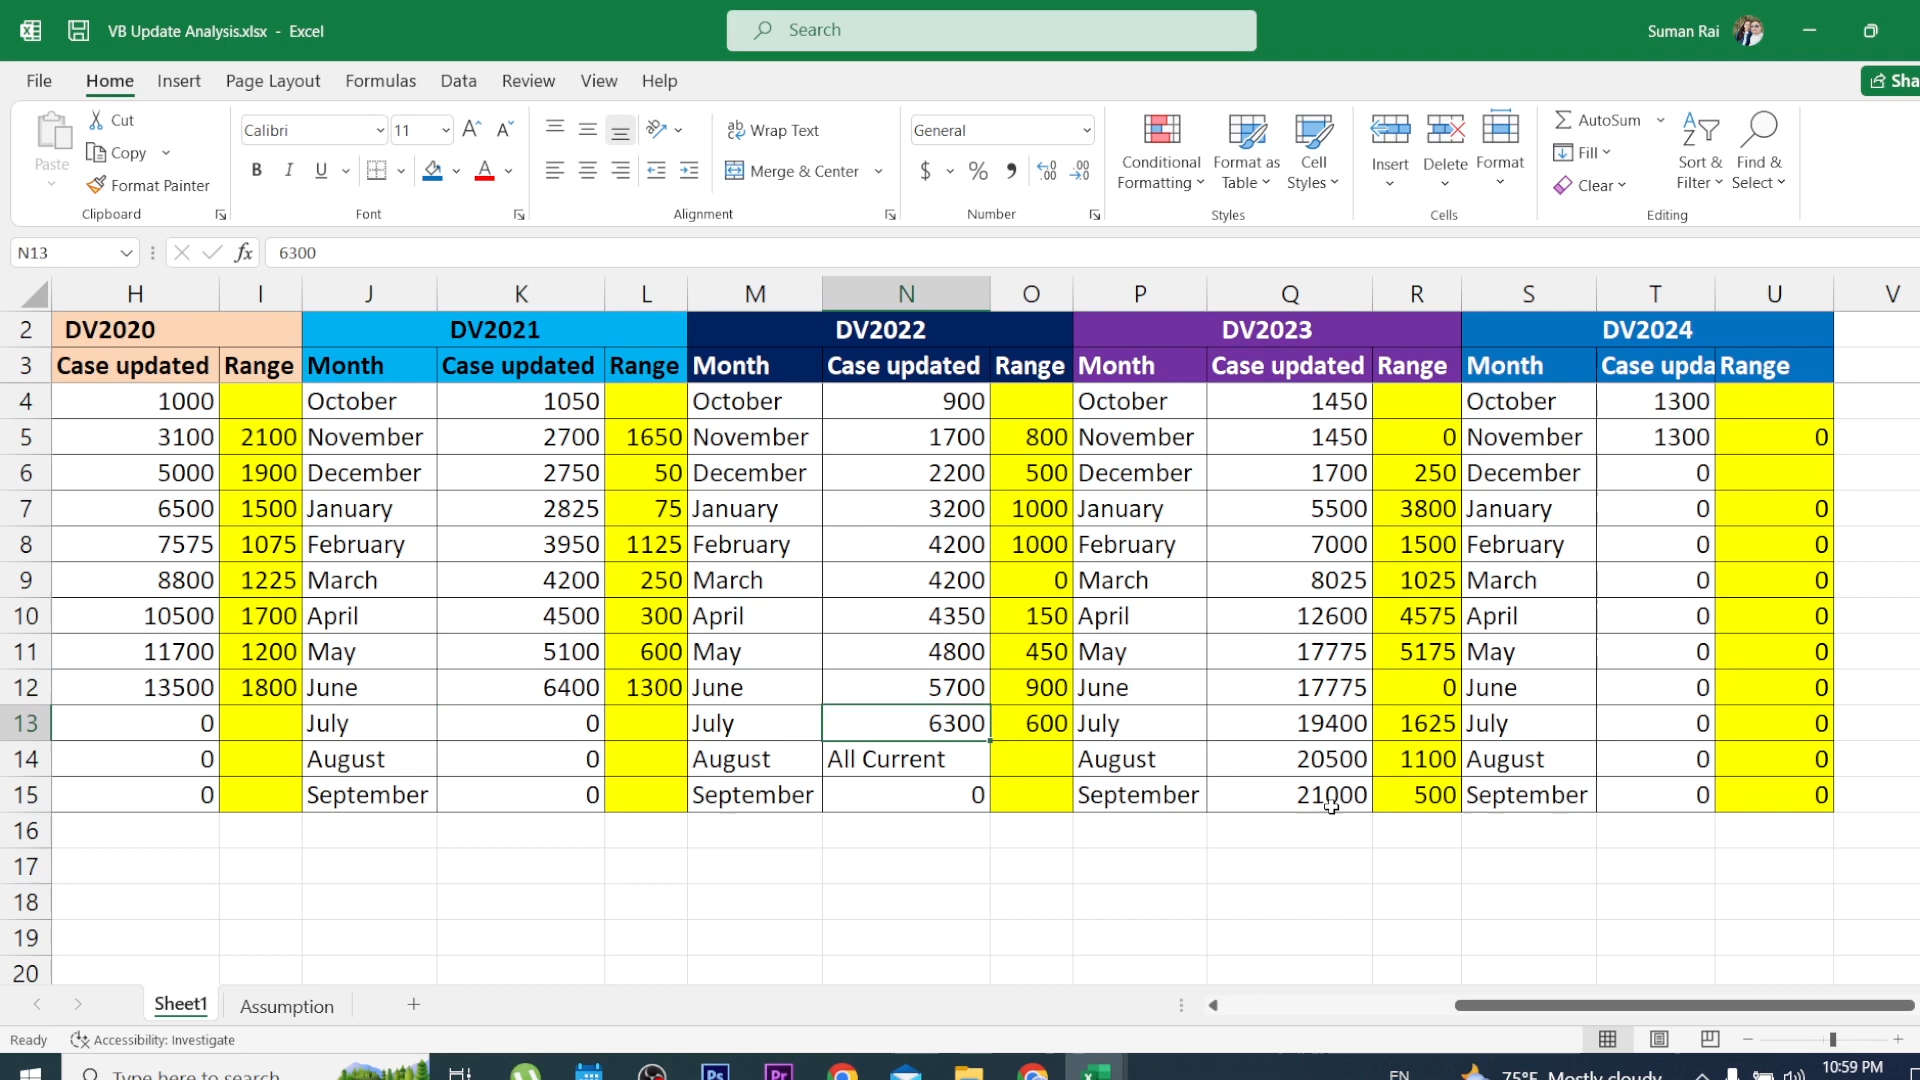 VB Update Analysis.xlsx - Excel
Search
Suman Rai
File Home Insert Page Layout Formulas Data Review View Help
Sha
Paste
Cut
Copy
Format Painter
Clipboard
Calibri 11
B I U
Font
Wrap Text
Merge & Center
Alignment
General
$ % ,
Number
Conditional Formatting
Format as Table
Cell Styles
Styles
Insert Delete Format
Cells
AutoSum
Fill
Clear
Sort & Filter
Find & Select
Editing
N13 fx 6300
H I J K L M N O P Q R S T U V
2 DV2020 DV2021 DV2022 DV2023 DV2024
3 Case updated Range Month Case updated Range Month Case updated Range Month Case updated Range Month Case upda Range
4 1000 October 1050 October 900 October 1450 October 1300
5 3100 2100 November 2700 1650 November 1700 800 November 1450 0 November 1300 0
6 5000 1900 December 2750 50 December 2200 500 December 1700 250 December 0
7 6500 1500 January 2825 75 January 3200 1000 January 5500 3800 January 0 0
8 7575 1075 February 3950 1125 February 4200 1000 February 7000 1500 February 0 0
9 8800 1225 March 4200 250 March 4200 0 March 8025 1025 March 0 0
10 10500 1700 April 4500 300 April 4350 150 April 12600 4575 April 0 0
11 11700 1200 May 5100 600 May 4800 450 May 17775 5175 May 0 0
12 13500 1800 June 6400 1300 June 5700 900 June 17775 0 June 0 0
13 0 July 0 July 6300 600 July 19400 1625 July 0 0
14 0 August 0 August All Current August 20500 1100 August 0 0
15 0 September 0 September 0 September 21000 500 September 0 0
16
17
18
19
20
Sheet1 Assumption
Ready Accessibility: Investigate
Type here to search
Ps Pr
EN
75°F Mostly cloudy
10:59 PM